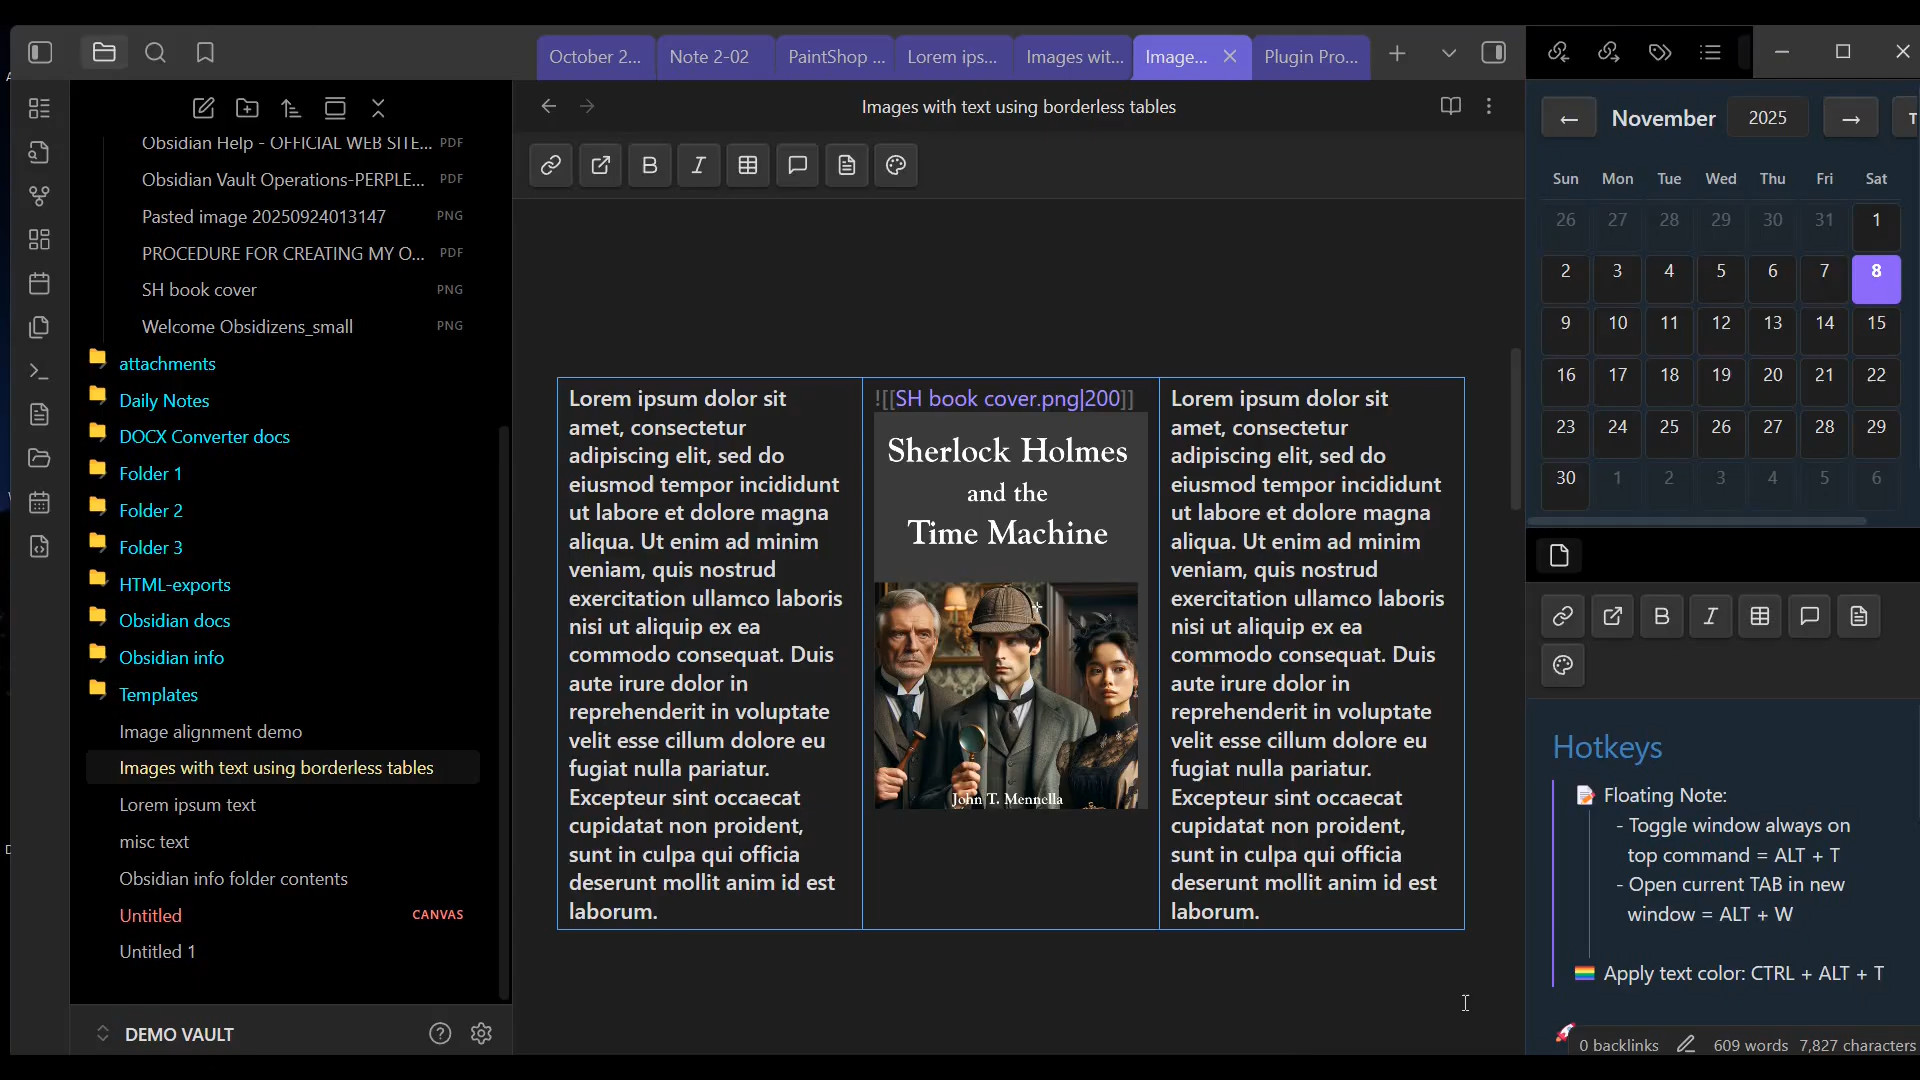 October 2...
Note 2-02
PaintShop ...
Lorem ips...
Images wit...
Image...
Plugin Pro...
Images with text using borderless tables
Obsidian Help - OFFICIAL WEB SITE... PDF
Obsidian Vault Operations-PERPLE... PDF
Pasted image 20250924013147 PNG
PROCEDURE FOR CREATING MY O... PDF
SH book cover PNG
Welcome Obsidizens_small PNG
attachments
Daily Notes
DOCX Converter docs
Folder 1
Folder 2
Folder 3
HTML-exports
Obsidian docs
Obsidian info
Templates
Image alignment demo
Images with text using borderless tables
Lorem ipsum text
misc text
Obsidian info folder contents
Untitled CANVAS
Untitled 1
DEMO VAULT
Lorem ipsum dolor sit
amet, consectetur
adipiscing elit, sed do
eiusmod tempor incididunt
ut labore et dolore magna
aliqua. Ut enim ad minim
veniam, quis nostrud
exercitation ullamco laboris
nisi ut aliquip ex ea
commodo consequat. Duis
aute irure dolor in
reprehenderit in voluptate
velit esse cillum dolore eu
fugiat nulla pariatur.
Excepteur sint occaecat
cupidatat non proident,
sunt in culpa qui officia
deserunt mollit anim id est
laborum.
![[SH book cover.png|200]]
Sherlock Holmes
and the
Time Machine
John T. Mennella
Lorem ipsum dolor sit
amet, consectetur
adipiscing elit, sed do
eiusmod tempor incididunt
ut labore et dolore magna
aliqua. Ut enim ad minim
veniam, quis nostrud
exercitation ullamco laboris
nisi ut aliquip ex ea
commodo consequat. Duis
aute irure dolor in
reprehenderit in voluptate
velit esse cillum dolore eu
fugiat nulla pariatur.
Excepteur sint occaecat
cupidatat non proident,
sunt in culpa qui officia
deserunt mollit anim id est
laborum.
← November 2025 → T
Sun Mon Tue Wed Thu Fri Sat
26 27 28 29 30 31 1
2 3 4 5 6 7 8
9 10 11 12 13 14 15
16 17 18 19 20 21 22
23 24 25 26 27 28 29
30 1 2 3 4 5 6
Hotkeys
📝 Floating Note:
- Toggle window always on
top command = ALT + T
- Open current TAB in new
window = ALT + W
Apply text color: CTRL + ALT + T
0 backlinks 609 words 7,827 characters